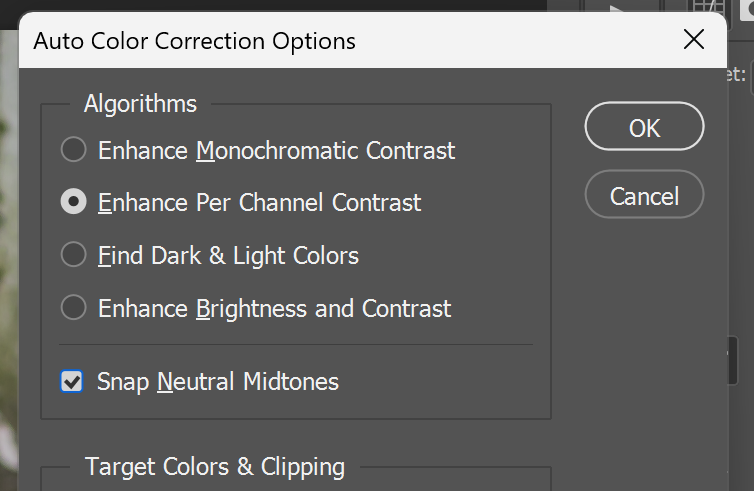 Auto Color Correction Options
et:
Algorithms
OK
Enhance Monochromatic Contrast
Cancel
Enhance Per Channel Contrast
Find Dark & Light Colors
Enhance Brightness and Contrast
Snap Neutral Midtones
Target Colors & Clipping